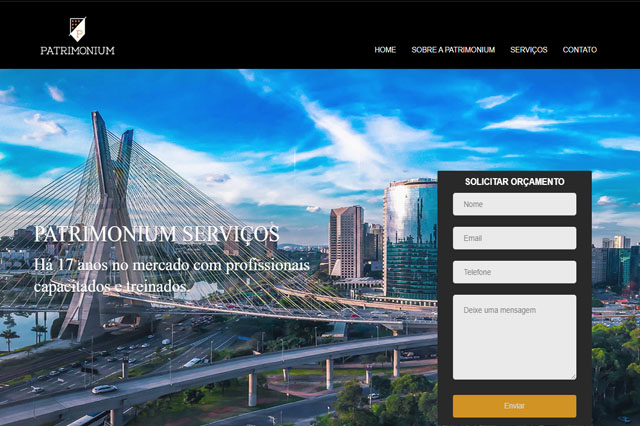 PATRIMONIUM
HOME
SOBRE A PATRIMONIUM
SERVIÇOS
CONTATO
PATRIMONIUM SERVIÇOS
Há 17 anos no mercado com profissionais
capacitados e treinados.
SOLICITAR ORÇAMENTO
Nome
Email
Telefone
Deixe uma mensagem
Enviar